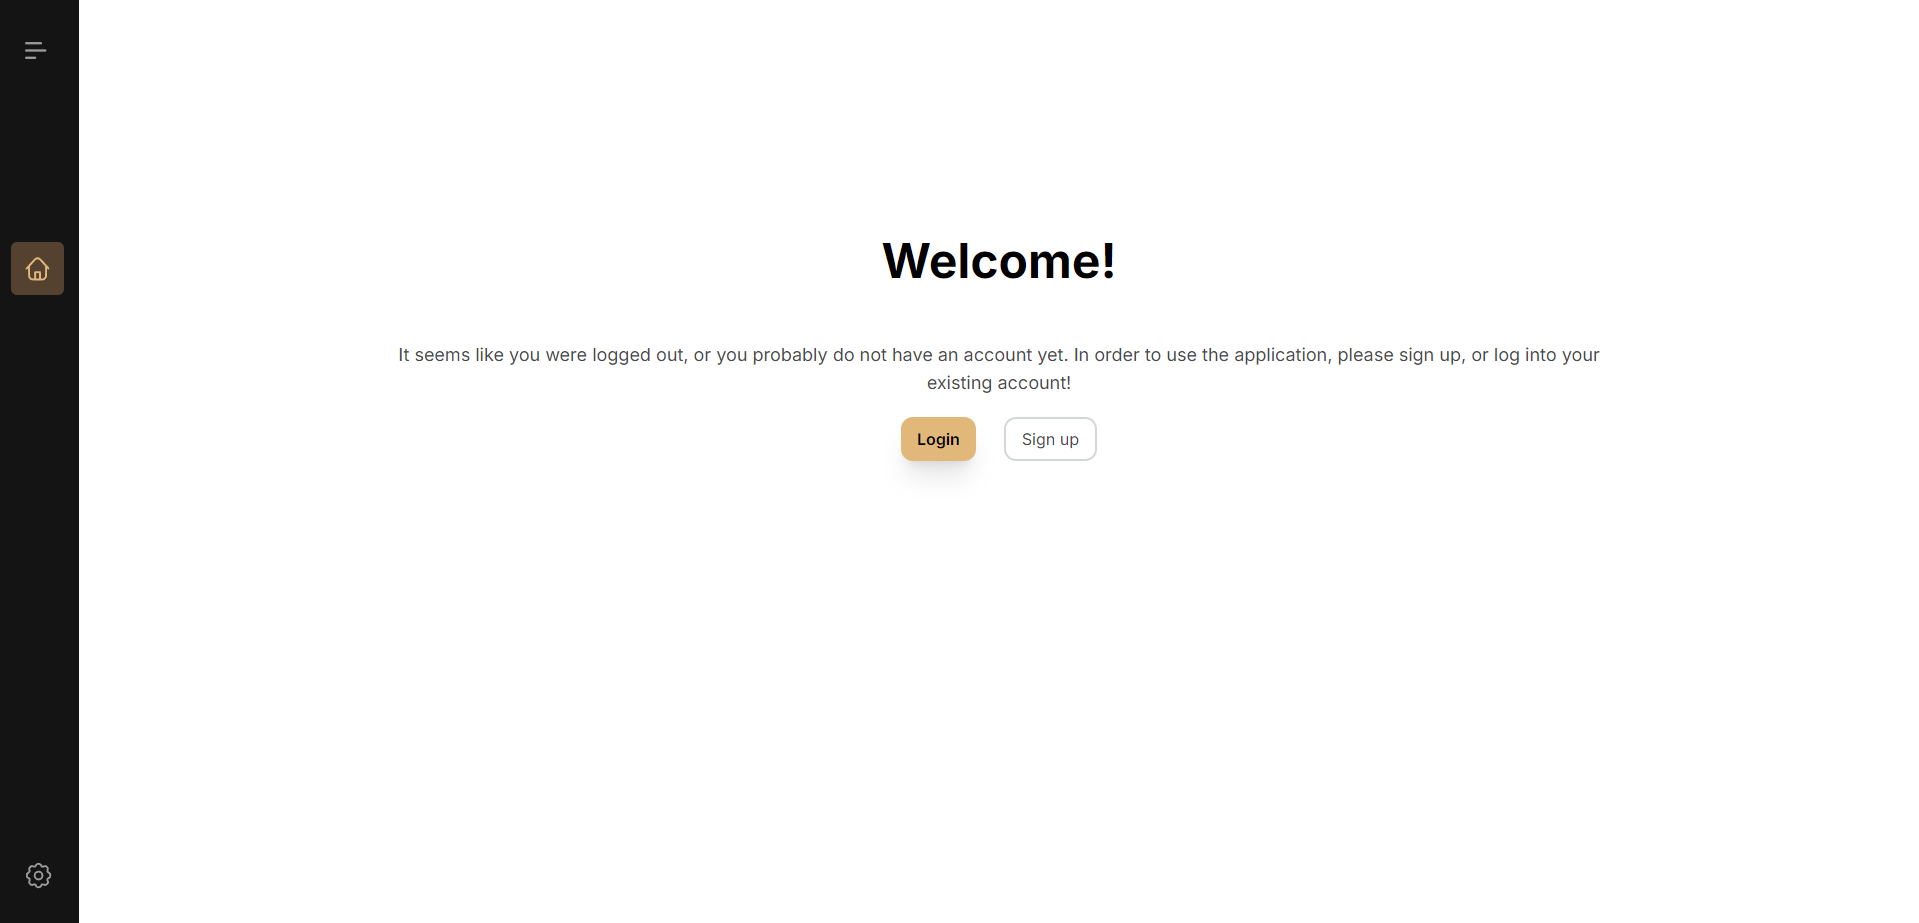 Welcome!
It seems like you were logged out, or you probably do not have an account yet. In order to use the application, please sign up, or log into your
existing account!
Login
Sign up